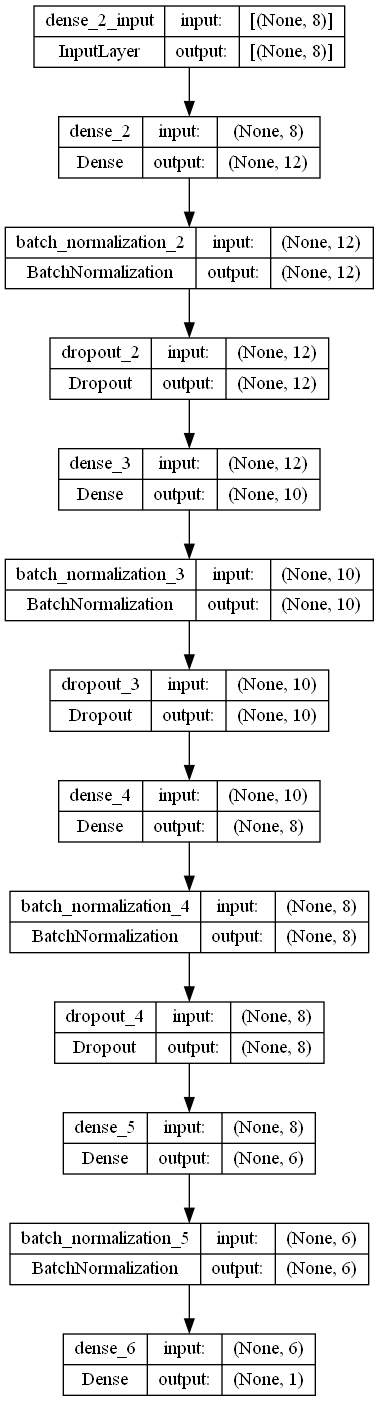 dense_2_input input: [(None, 8)]
InputLayer output: [(None, 8)]
dense_2 input: (None, 8)
Dense output: (None, 12)
batch_normalization_2 input: (None, 12)
BatchNormalization output: (None, 12)
dropout_2 input: (None, 12)
Dropout output: (None, 12)
dense_3 input: (None, 12)
Dense output: (None, 10)
batch_normalization_3 input: (None, 10)
BatchNormalization output: (None, 10)
dropout_3 input: (None, 10)
Dropout output: (None, 10)
dense_4 input: (None, 10)
Dense output: (None, 8)
batch_normalization_4 input: (None, 8)
BatchNormalization output: (None, 8)
dropout_4 input: (None, 8)
Dropout output: (None, 8)
dense_5 input: (None, 8)
Dense output: (None, 6)
batch_normalization_5 input: (None, 6)
BatchNormalization output: (None, 6)
dense_6 input: (None, 6)
Dense output: (None, 1)